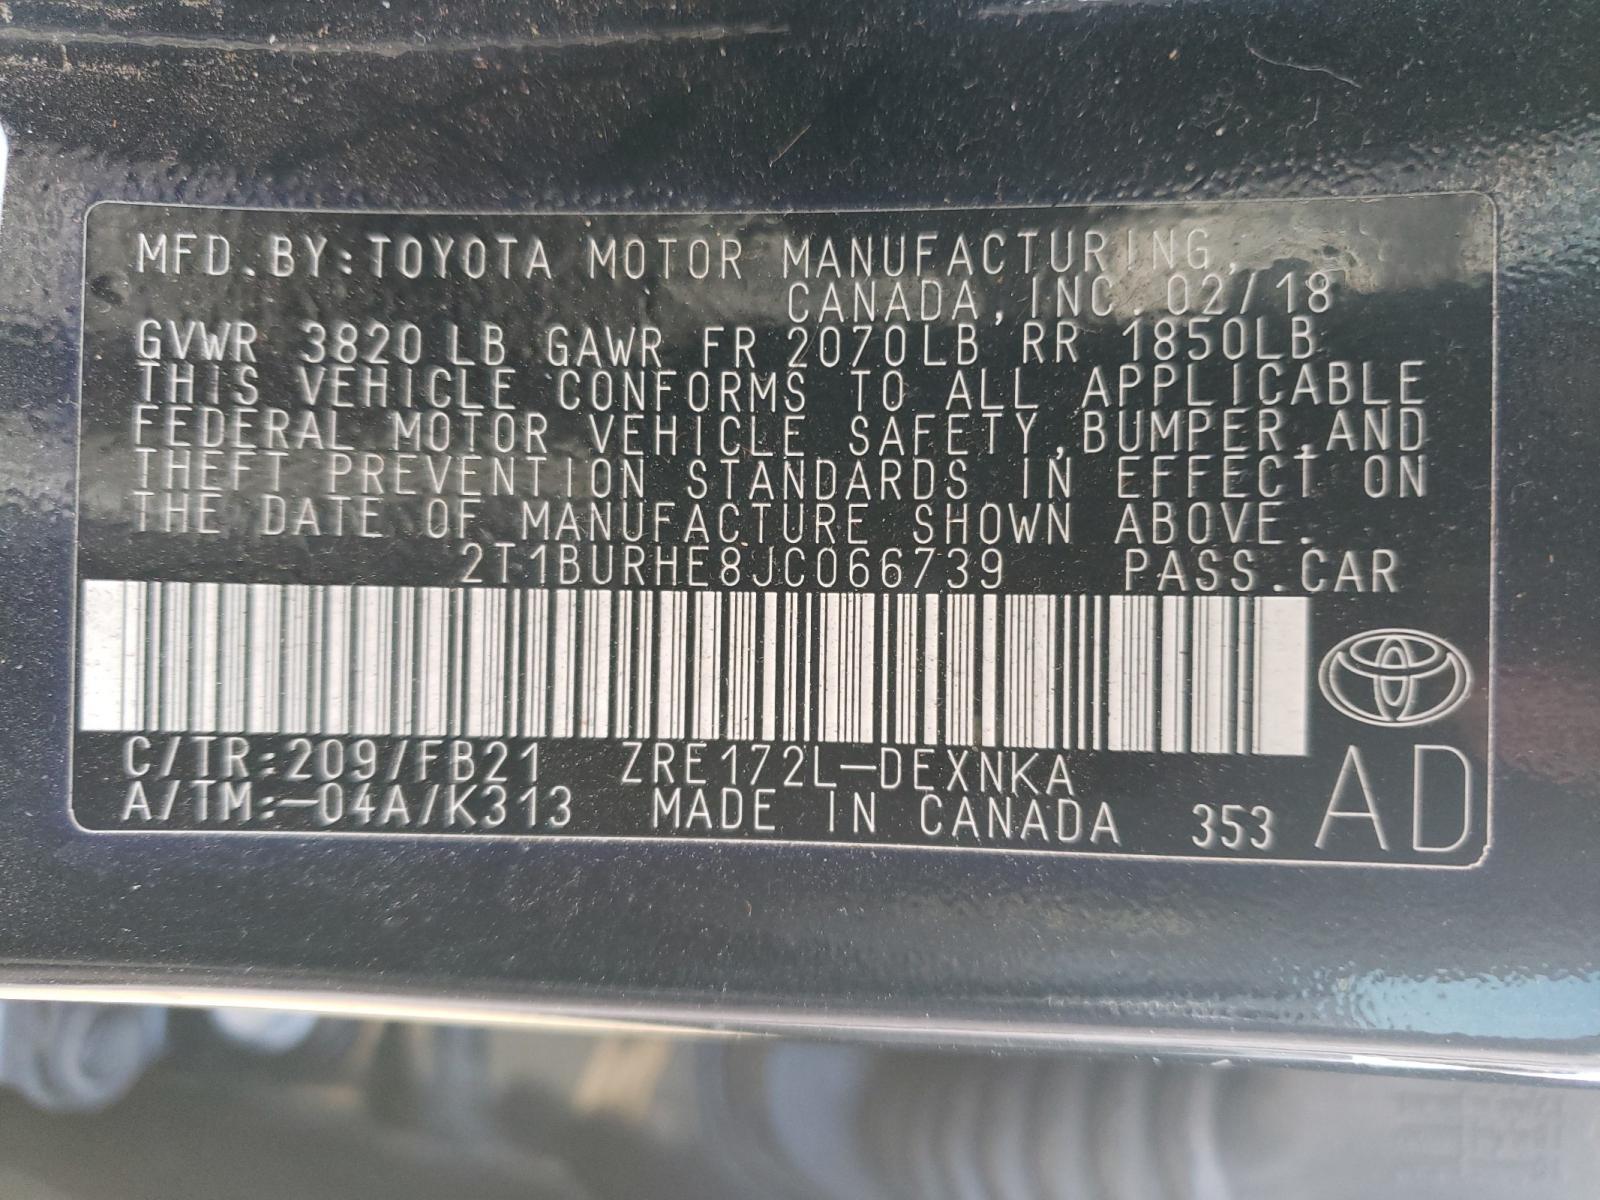 MFD.BY:TOYOTA MOTOR MANUFACTURING,
CANADA,INC. 02/18
GVWR 3820 LB GAWR FR 2070LB RR 1850LB
THIS VEHICLE CONFORMS TO ALL APPLICABLE
FEDERAL MOTOR VEHICLE SAFETY,BUMPER,AND
THEFT PREVENTION STANDARDS IN EFFECT ON
THE DATE OF MANUFACTURE SHOWN ABOVE.
2T1BURHE8JC066739 PASS.CAR
C/TR:209/FB21 ZRE172L-DEXNKA
A/TM:-04A/K313 MADE IN CANADA 353 AD